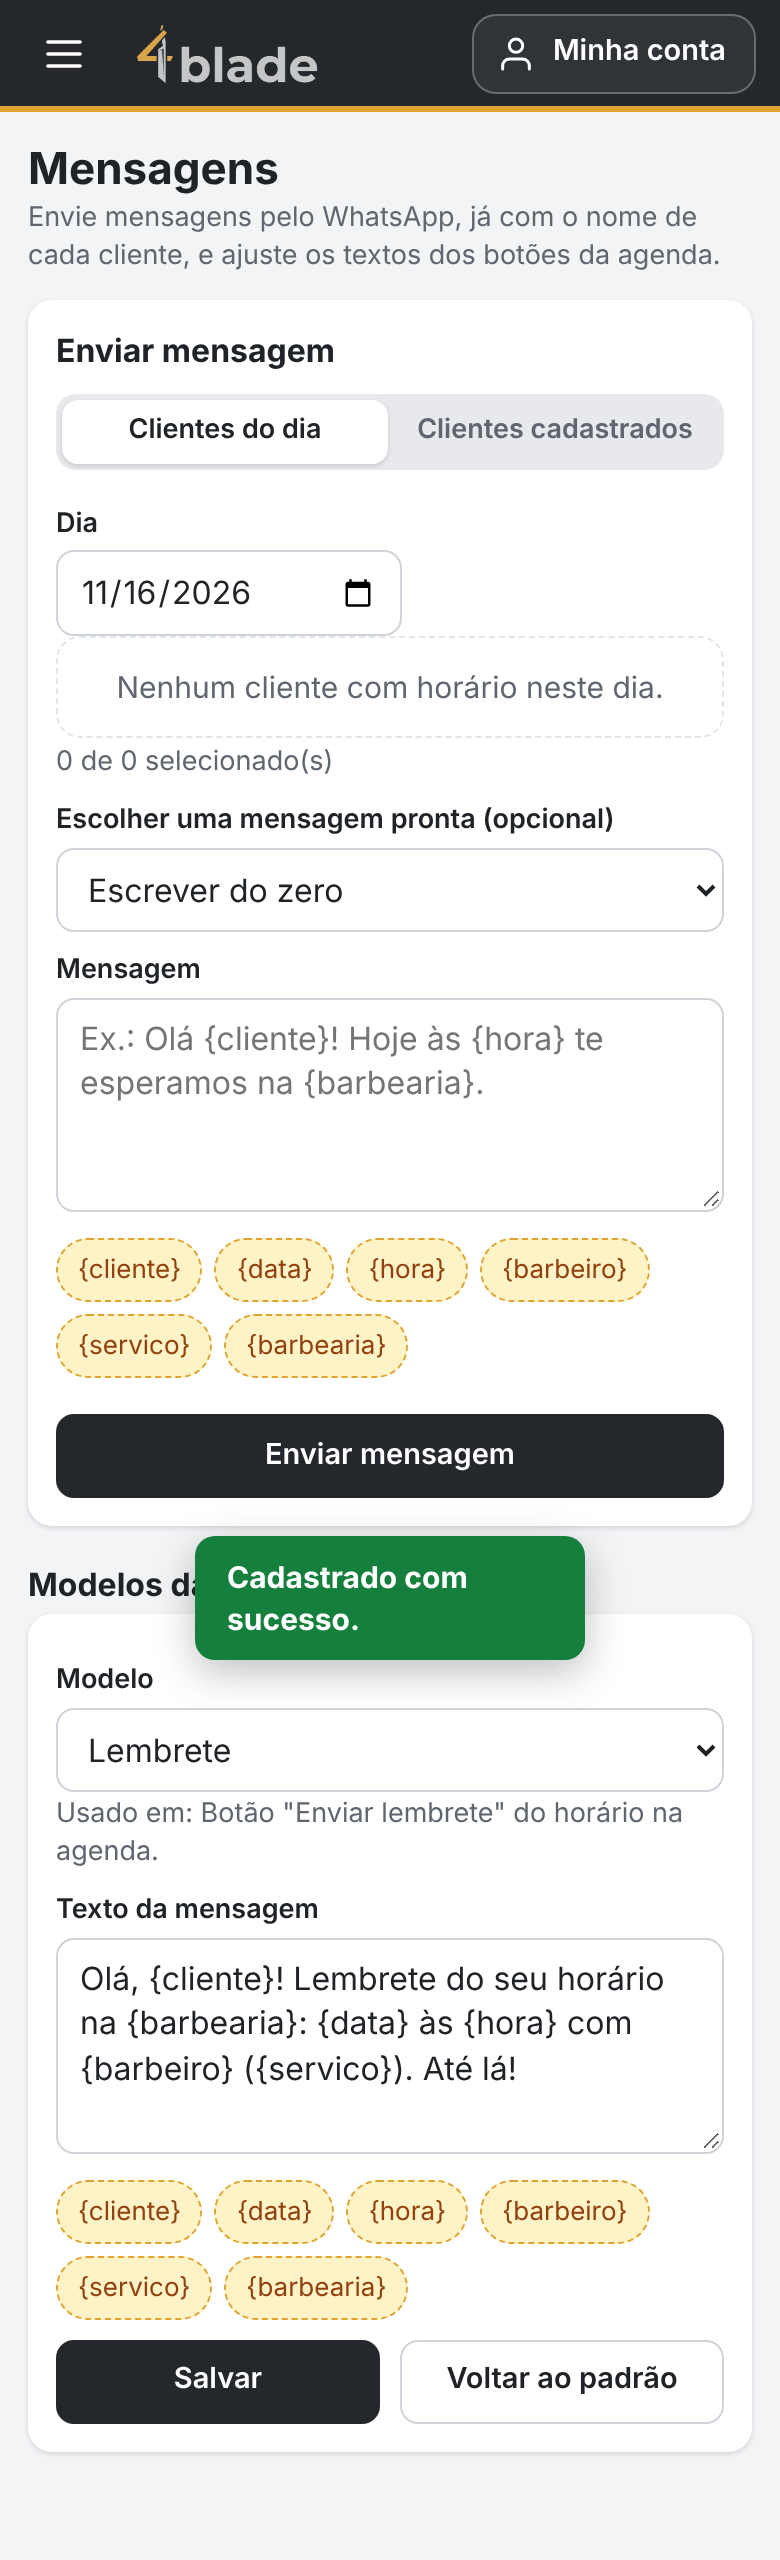 4blade
Minha conta
Mensagens
Envie mensagens pelo WhatsApp, já com o nome de
cada cliente, e ajuste os textos dos botões da agenda.
Enviar mensagem
Clientes do dia
Clientes cadastrados
Dia
11/16/2026
Nenhum cliente com horário neste dia.
0 de 0 selecionado(s)
Escolher uma mensagem pronta (opcional)
Escrever do zero
Mensagem
Ex.: Olá {cliente}! Hoje às {hora} te
esperamos na {barbearia}.
{cliente} {data} {hora} {barbeiro}
{servico} {barbearia}
Enviar mensagem
Modelos
Cadastrado com
sucesso.
Modelo
Lembrete
Usado em: Botão "Enviar lembrete" do horário na
agenda.
Texto da mensagem
Olá, {cliente}! Lembrete do seu horário
na {barbearia}: {data} às {hora} com
{barbeiro} ({servico}). Até lá!
{cliente} {data} {hora} {barbeiro}
{servico} {barbearia}
Salvar
Voltar ao padrão